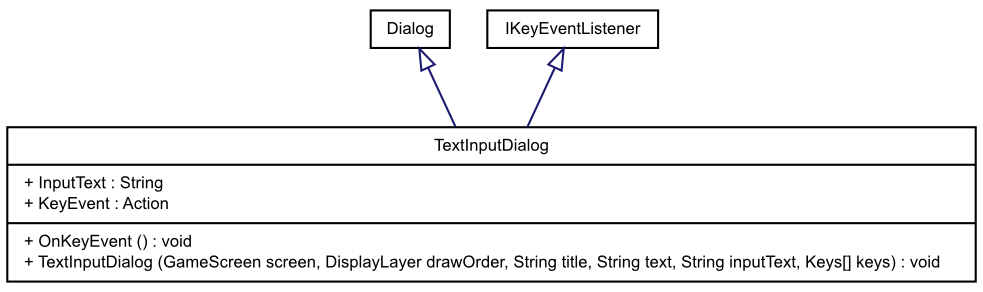 Dialog
IKeyEventListener
TextInputDialog
+ InputText : String
+ KeyEvent : Action
+ OnKeyEvent () : void
+ TextInputDialog (GameScreen screen, DisplayLayer drawOrder, String title, String text, String inputText, Keys[] keys) : void